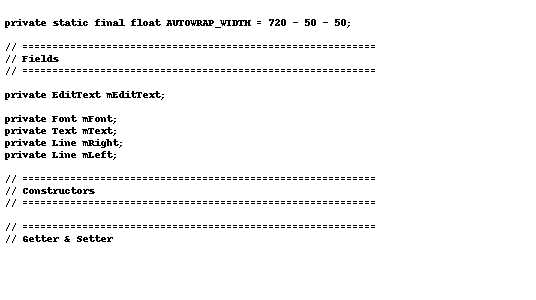 private static final float AUTOWRAP_WIDTH = 720 - 50 - 50;
// ===========================================================
// Fields
// ===========================================================
private EditText mEditText;
private Font mFont;
private Text mText;
private Line mRight;
private Line mLeft;
// ===========================================================
// Constructors
// ===========================================================
// ===========================================================
// Getter & Setter